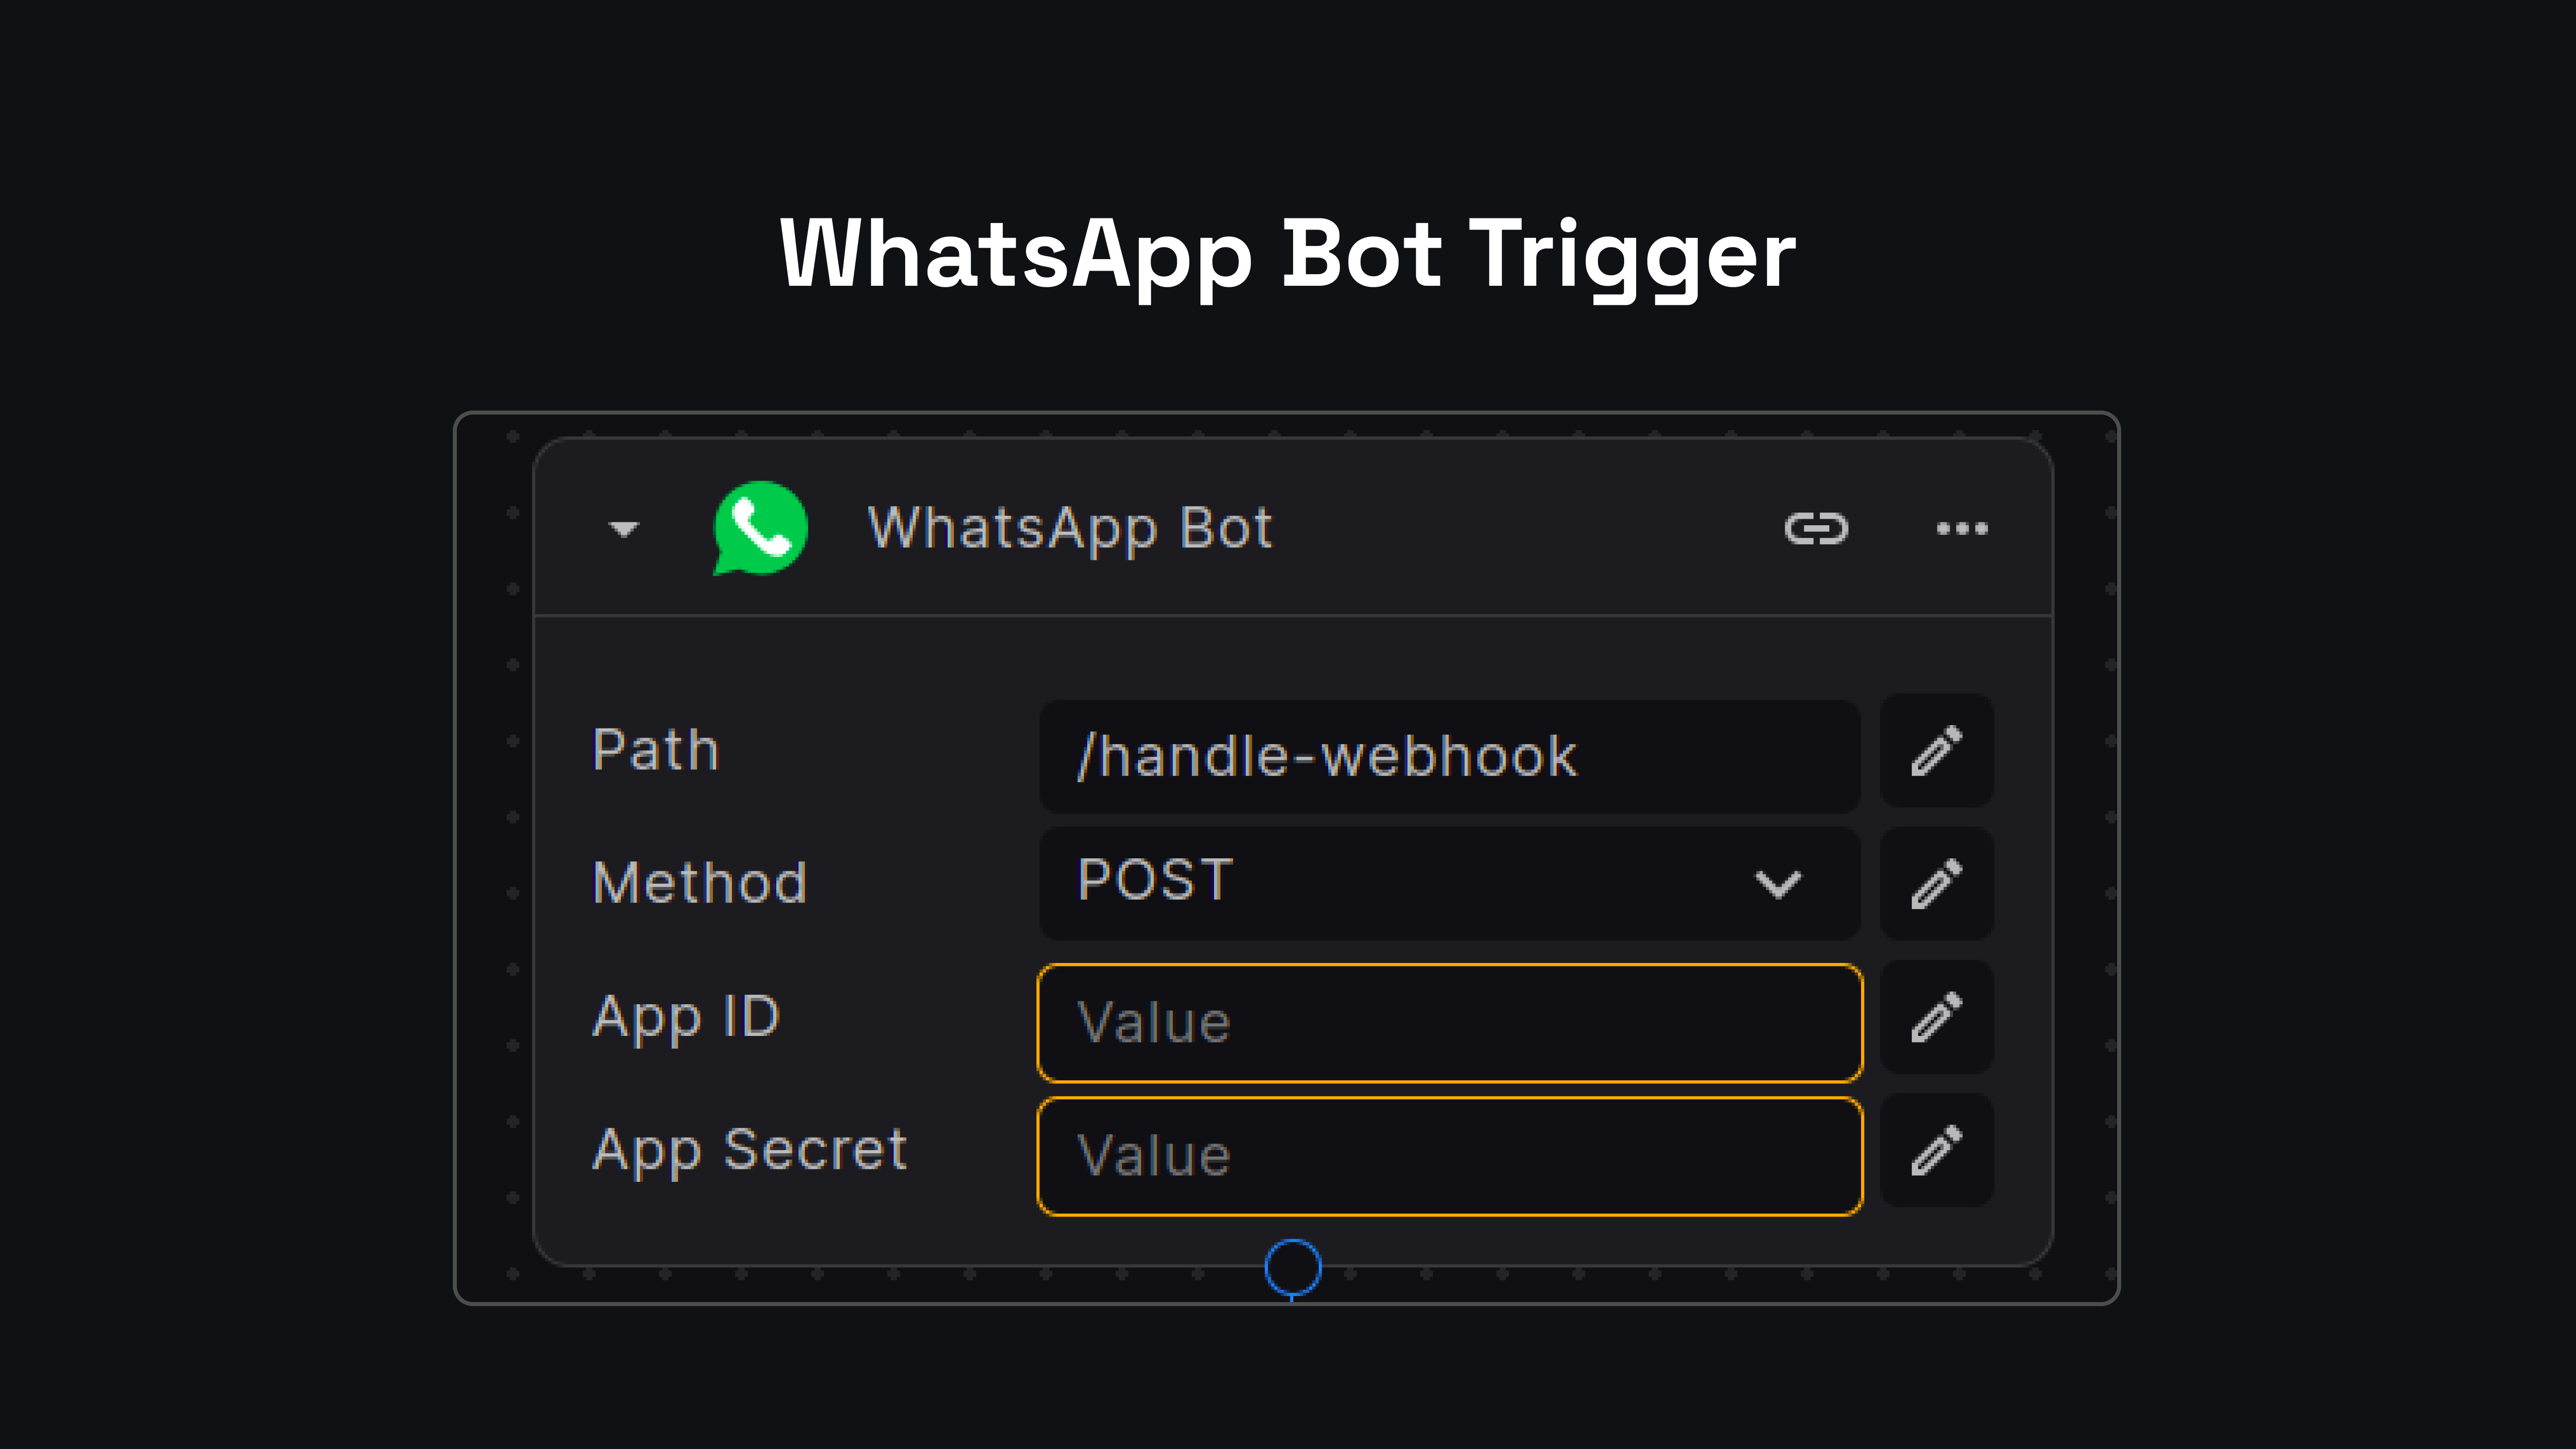 WhatsApp Bot Trigger
WhatsApp Bot
Path
/handle-webhook
Method
POST
App ID
Value
App Secret
Value